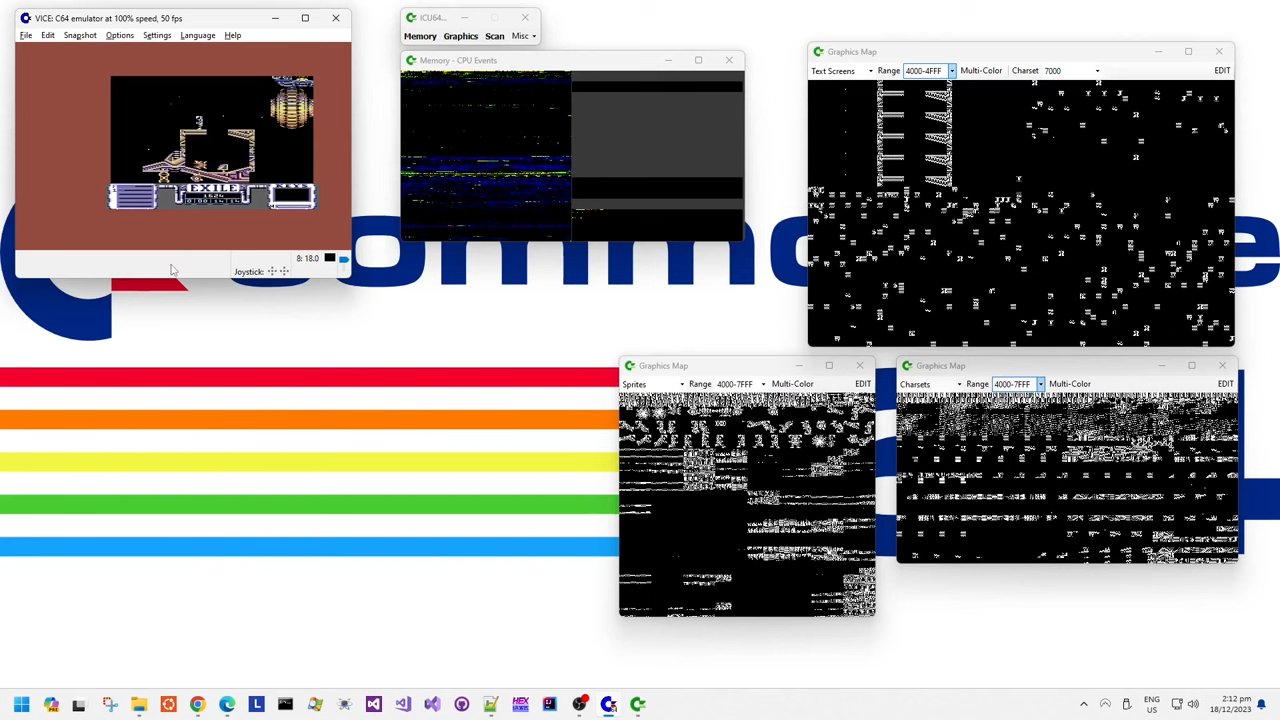 VICE: C64 emulator at 100% speed, 50 fps
File Edit Snapshot Options Settings Language Help
EXILE
8: 18.0
Joystick:
ICU64...
Memory Graphics Scan Misc
Memory - CPU Events
Graphics Map
Text Screens Range 4000-4FFF Multi-Color Charset 7000 EDIT
Graphics Map
Sprites Range 4000-7FFF Multi-Color EDIT
Graphics Map
Charsets Range 4000-7FFF Multi-Color EDIT
ENG
US
2:12 pm
18/12/2023